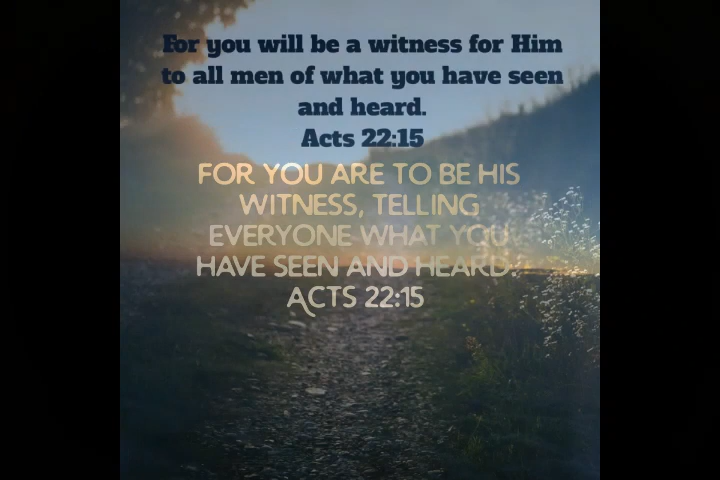 For you will be a witness for Him
to all men of what you have seen
and heard.
Acts 22:15
FOR YOU ARE TO BE HIS
WITNESS, TELLING
EVERYONE WHAT YOU
HAVE SEEN AND HEARD.
ACTS 22:15